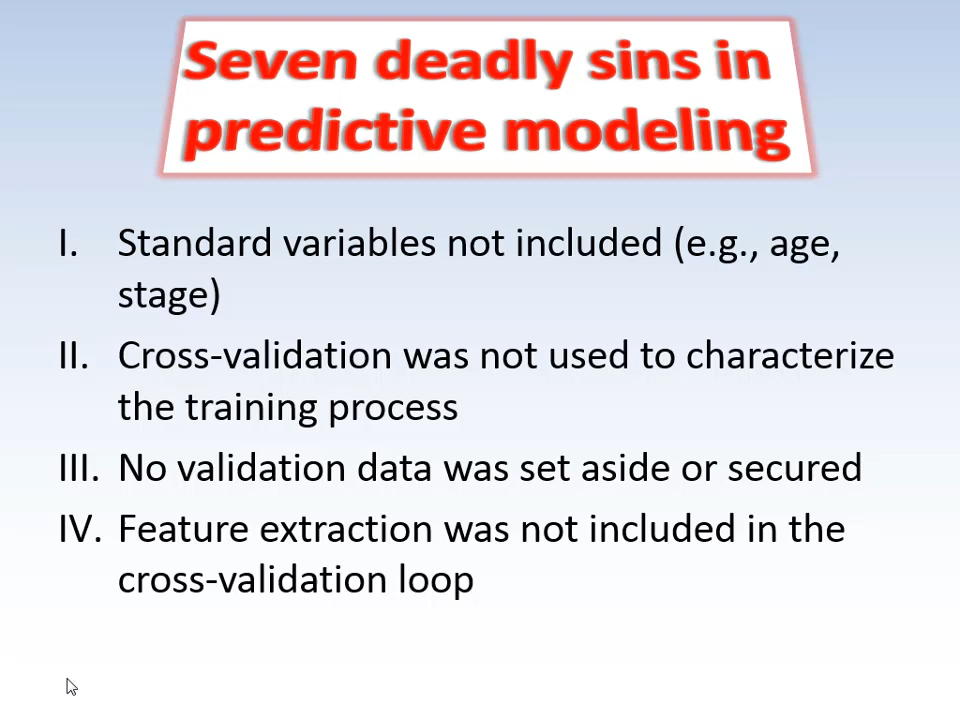 Seven deadly sins in
predictive modeling
I. Standard variables not included (e.g., age,
stage)
II. Cross-validation was not used to characterize
the training process
III. No validation data was set aside or secured
IV. Feature extraction was not included in the
cross-validation loop